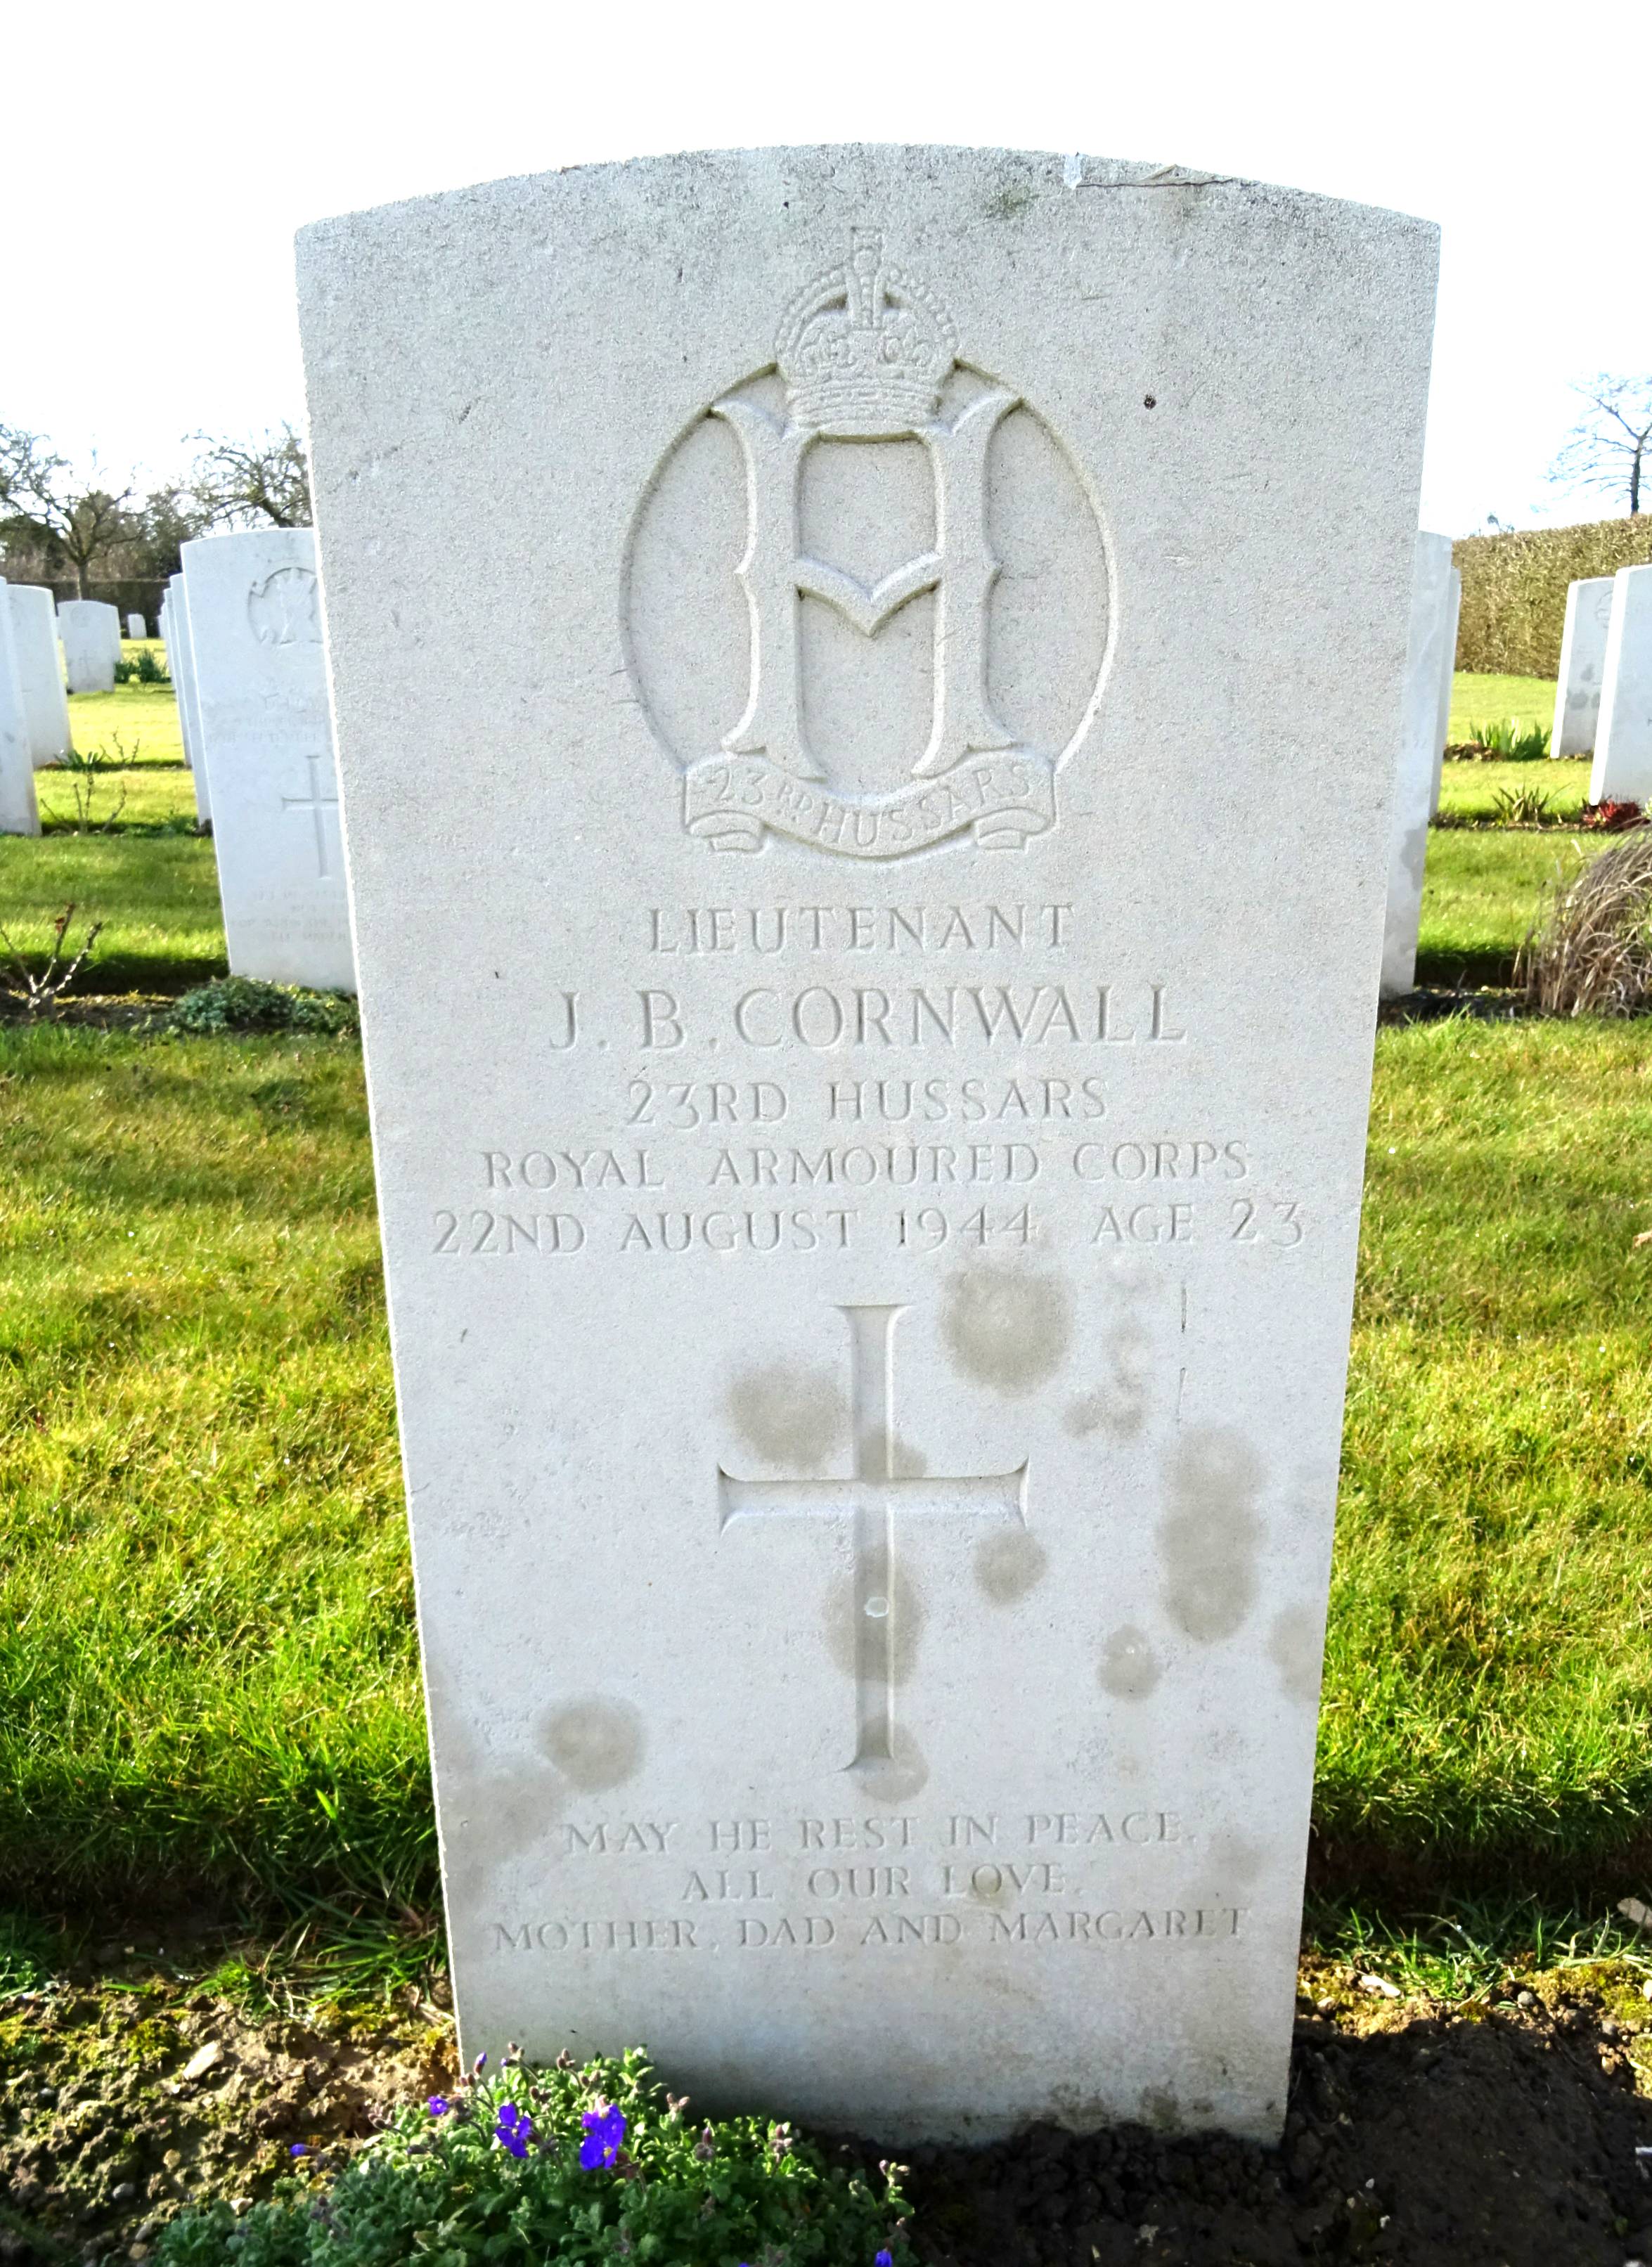 23RD HUSSARS
LIEUTENANT
J. B. CORNWALL
23RD HUSSARS
ROYAL ARMOURED CORPS
22ND AUGUST 1944 AGE 23
MAY HE REST IN PEACE.
ALL OUR LOVE.
MOTHER, DAD AND MARGARET